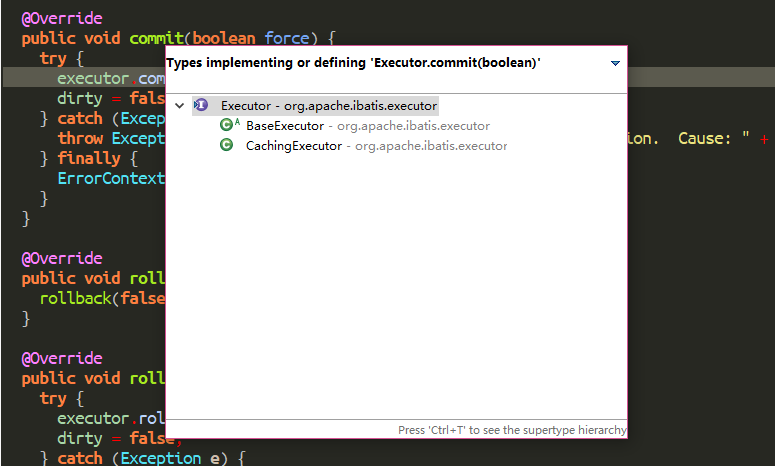 @Override
public void commit(boolean force) {
try {
executor.com
dirty = fals
} catch (Excep
throw Except
ion.  Cause: " +
} finally {
ErrorContext
}
}
@Override
public void roll
rollback(false
}
@Override
public void roll
try {
executor.rol
dirty = false;
} catch (Exception e) {
Types implementing or defining 'Executor.commit(boolean)'
Executor - org.apache.ibatis.executor
BaseExecutor - org.apache.ibatis.executor
CachingExecutor - org.apache.ibatis.executor
Press 'Ctrl+T' to see the supertype hierarchy